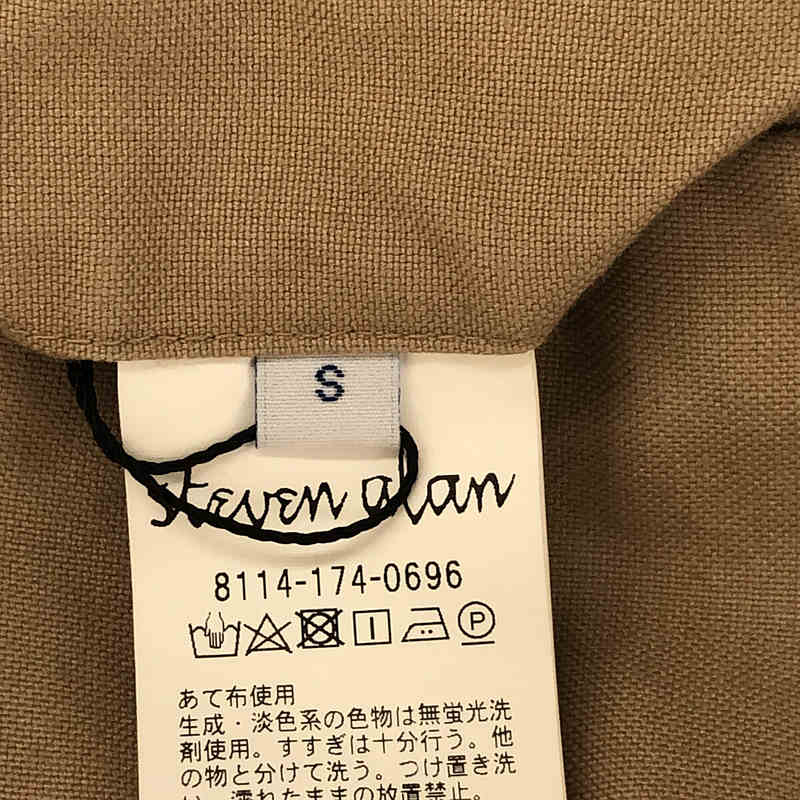 S
steven alan
8114-174-0696
P
あて布使用
生成・淡色系の色物は無蛍光洗
剤使用。すすぎは十分行う。他
の物と分けて洗う。つけ置き洗
い、濡れたままの放置禁止。